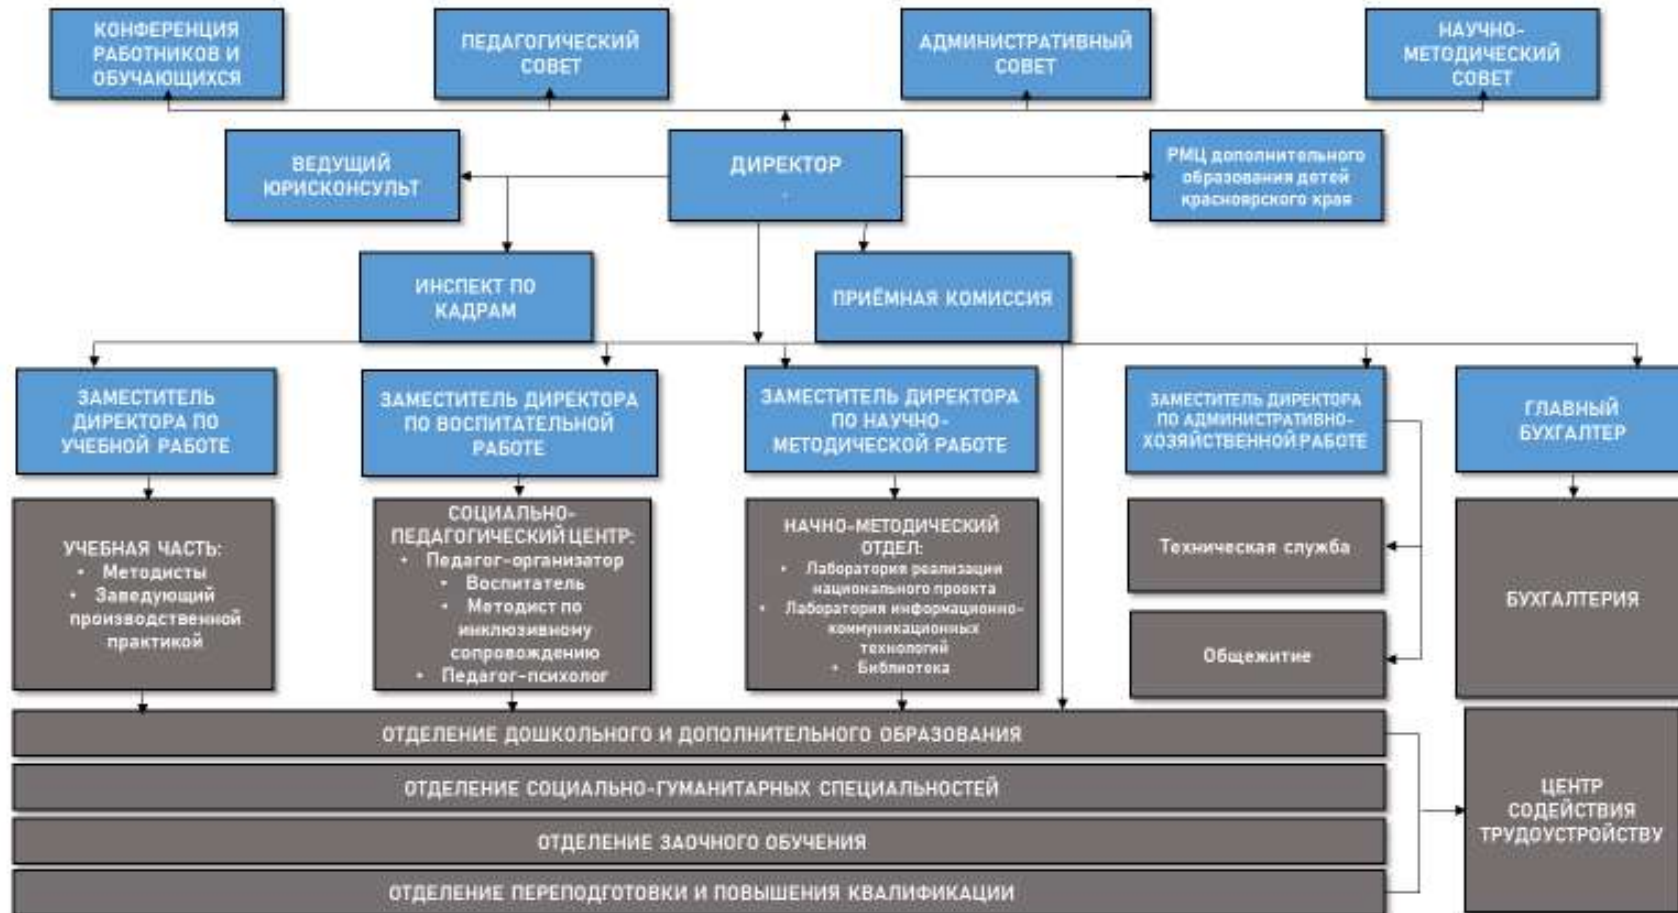 КОНФЕРЕНЦИЯ
РАБОТНИКОВ И
ОБУЧАЮЩИХСЯ
ПЕДАГОГИЧЕСКИЙ
СОВЕТ
АДМИНИСТРАТИВНЫЙ
СОВЕТ
НАУЧНО-
МЕТОДИЧЕСКИЙ
СОВЕТ
ВЕДУЩИЙ
ЮРИСКОНСУЛЬТ
ДИРЕКТОР
РМЦ дополнительного
образования детей
красноярского края
ИНСПЕКТ ПО
КАДРАМ
ПРИЁМНАЯ КОМИССИЯ
ЗАМЕСТИТЕЛЬ
ДИРЕКТОРА ПО
УЧЕБНОЙ РАБОТЕ
ЗАМЕСТИТЕЛЬ ДИРЕКТОРА
ПО ВОСПИТАТЕЛЬНОЙ
РАБОТЕ
ЗАМЕСТИТЕЛЬ ДИРЕКТОРА
ПО НАУЧНО-
МЕТОДИЧЕСКОЙ РАБОТЕ
ЗАМЕСТИТЕЛЬ ДИРЕКТОРА
ПО АДМИНИСТРАТИВНО-
ХОЗЯЙСТВЕННОЙ РАБОТЕ
ГЛАВНЫЙ
БУХГАЛТЕР
УЧЕБНАЯ ЧАСТЬ:
• Методисты
• Заведующий
производственной
практикой
СОЦИАЛЬНО-
ПЕДАГОГИЧЕСКИЙ ЦЕНТР:
• Педагог-организатор
• Воспитатель
• Методист по
инклюзивному
сопровождению
• Педагог-психолог
НАЧНО-МЕТОДИЧЕСКИЙ
ОТДЕЛ:
• Лаборатория реализации
национального проекта
• Лаборатория информационно-
коммуникационных
технологий
• Библиотека
Техническая служба
Общежитие
БУХГАЛТЕРИЯ
ОТДЕЛЕНИЕ ДОШКОЛЬНОГО И ДОПОЛНИТЕЛЬНОГО ОБРАЗОВАНИЯ
ОТДЕЛЕНИЕ СОЦИАЛЬНО-ГУМАНИТАРНЫХ СПЕЦИАЛЬНОСТЕЙ
ОТДЕЛЕНИЕ ЗАОЧНОГО ОБУЧЕНИЯ
ОТДЕЛЕНИЕ ПЕРЕПОДГОТОВКИ И ПОВЫШЕНИЯ КВАЛИФИКАЦИИ
ЦЕНТР
СОДЕЙСТВИЯ
ТРУДОУСТРОЙСТВУ